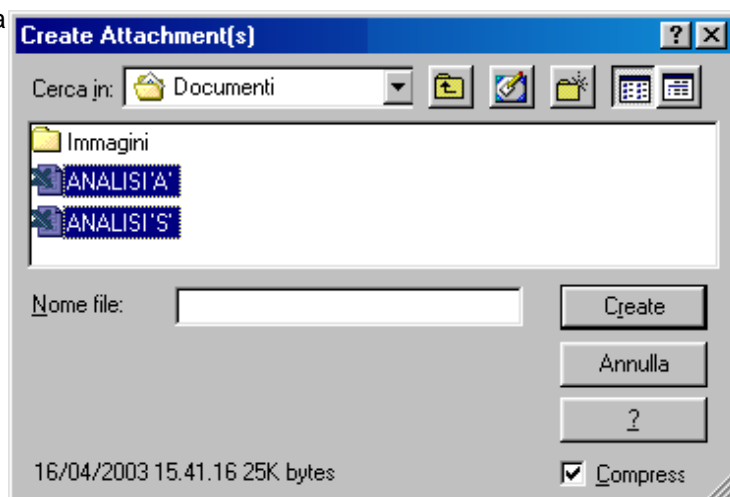 a
Create Attachment(s)
Cerca in: Documenti
Immagini
ANALISI'A'
ANALISI'S'
Nome file:
Create
Annulla
?
16/04/2003 15.41.16 25K bytes
Compress